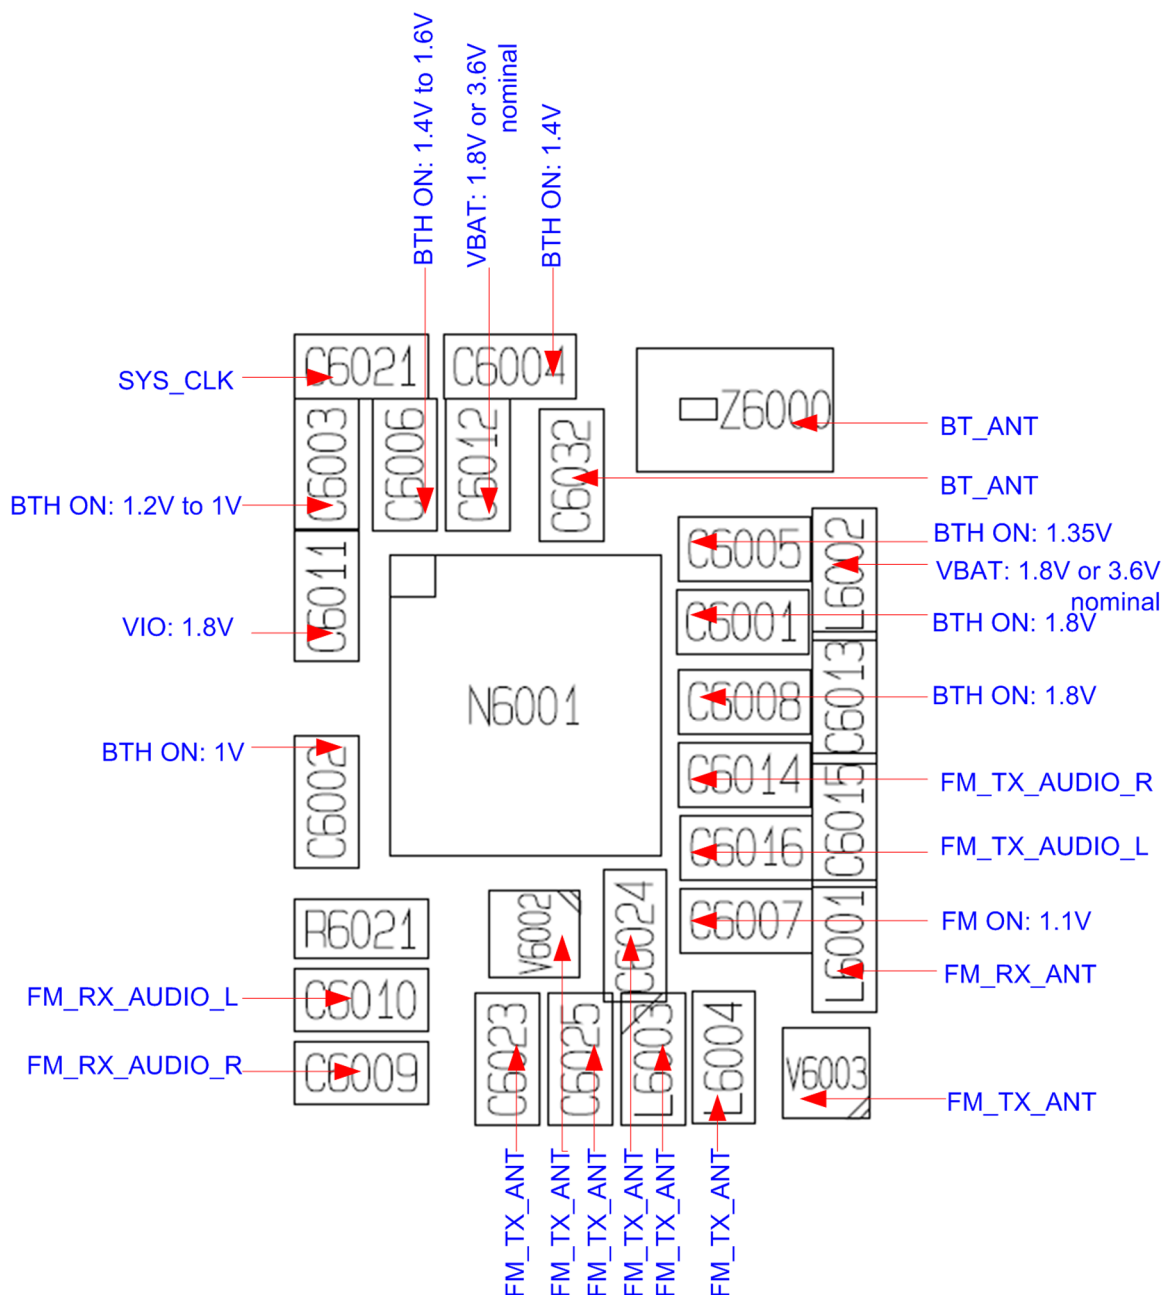 BTH ON: 1.4V to 1.6V
VBAT: 1.8V or 3.6V
nominal
BTH ON: 1.4V
C6021
C6004
SYS_CLK
Z6000
BT_ANT
C6003
C6006
C6012
C6032
BT_ANT
BTH ON: 1.2V to 1V
C6005
L6002
BTH ON: 1.35V
VBAT: 1.8V or 3.6V
nominal
C6011
VIO: 1.8V
C6001
BTH ON: 1.8V
N6001
C6008
C6013
BTH ON: 1.8V
BTH ON: 1V
C6002
C6014
FM_TX_AUDIO_R
C6015
C6016
FM_TX_AUDIO_L
R6021
V6002
C6024
C6007
L6001
FM ON: 1.1V
FM_RX_ANT
FM_RX_AUDIO_L
C6010
FM_RX_AUDIO_R
C6009
C6023
C6025
L6003
L6004
V6003
FM_TX_ANT
FM_TX_ANT
FM_TX_ANT
FM_TX_ANT
FM_TX_ANT
FM_TX_ANT
FM_TX_ANT